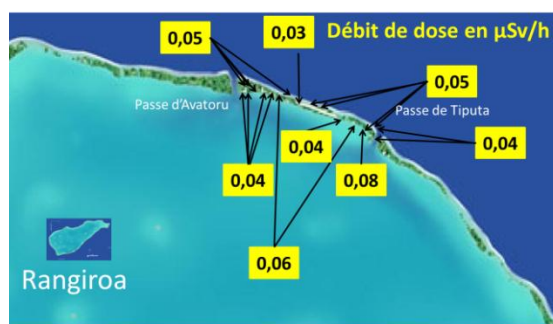 0,03 Débit de dose en µSv/h
0,05
0,05
Passe d'Avatoru
Passe de Tiputa
0,04
0,04
0,04
0,08
0,06
Rangiroa